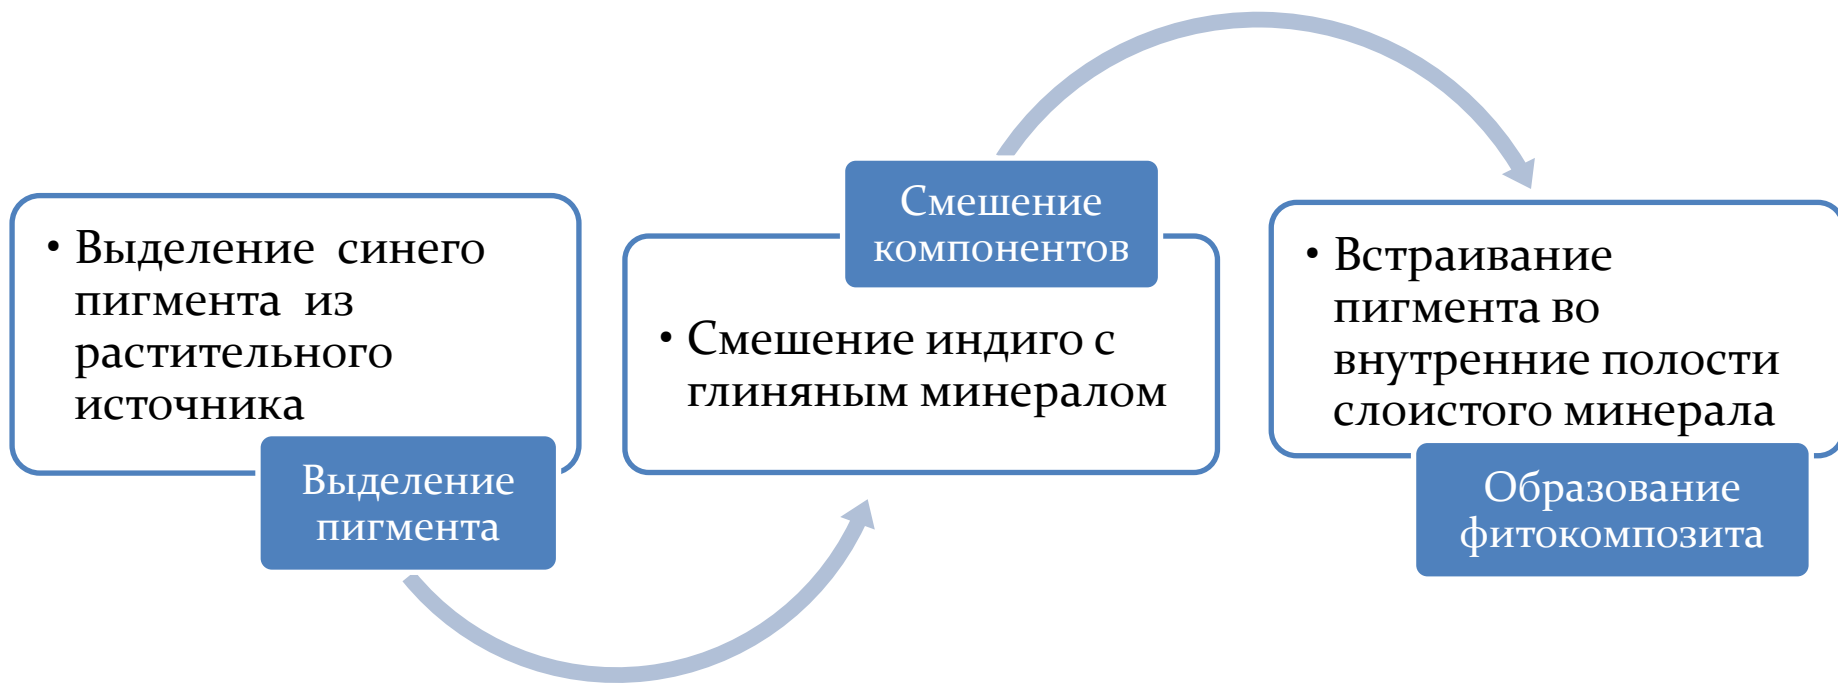 • Выделение синего
пигмента из
растительного
источника
Выделение
пигмента
Смешение
компонентов
• Смешение индиго с
глиняным минералом
• Встраивание
пигмента во
внутренние полости
слоистого минерала
Образование
фитокомпозита